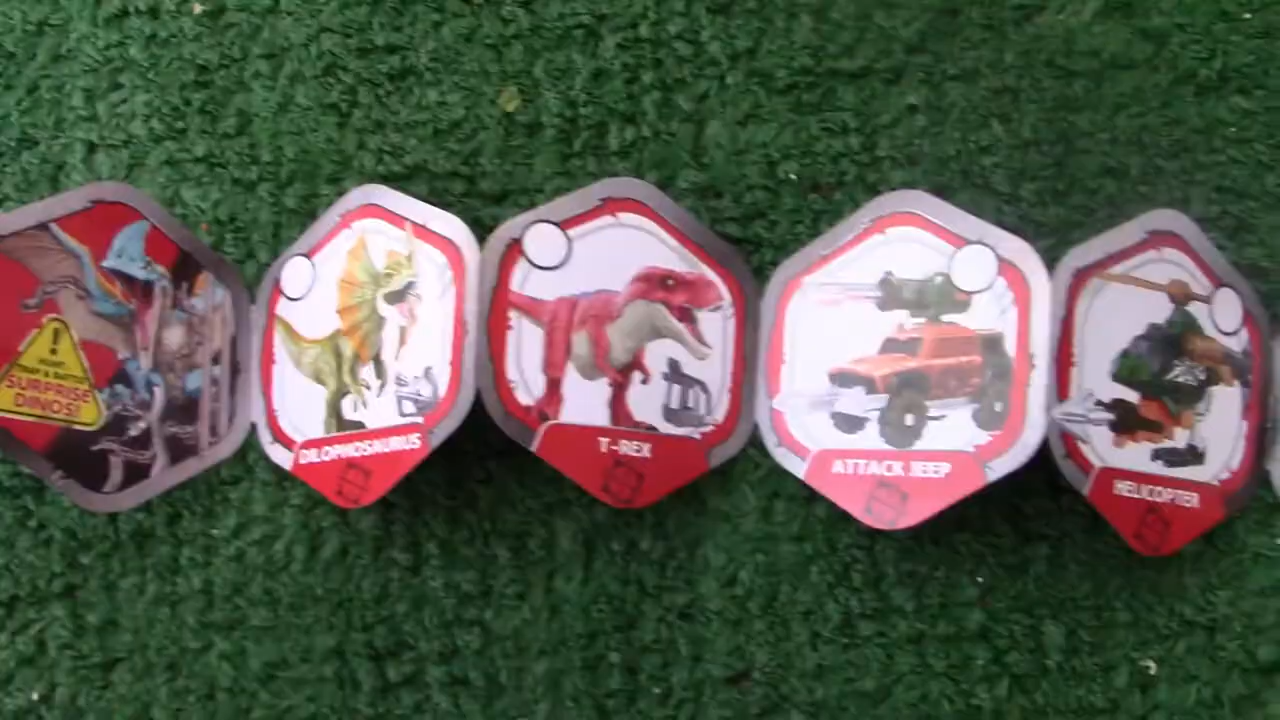 !
SURPRISE
DINOS!
DILOPHOSAURUS
T-REX
ATTACK JEEP
HELICOPTER